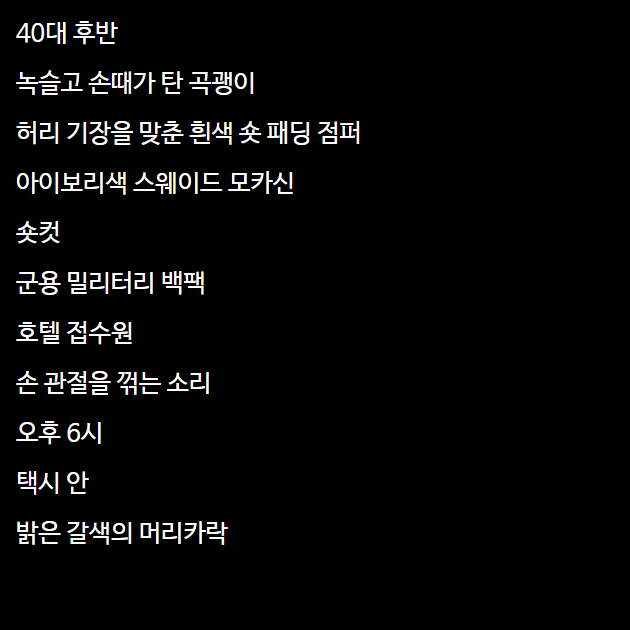 40대 후반
녹슬고 손때가 탄 곡괭이
허리 기장을 맞춘 흰색 숏 패딩 점퍼
아이보리색 스웨이드 모카신
숏컷
군용 밀리터리 백팩
호텔 접수원
손 관절을 꺾는 소리
오후 6시
택시 안
밝은 갈색의 머리카락